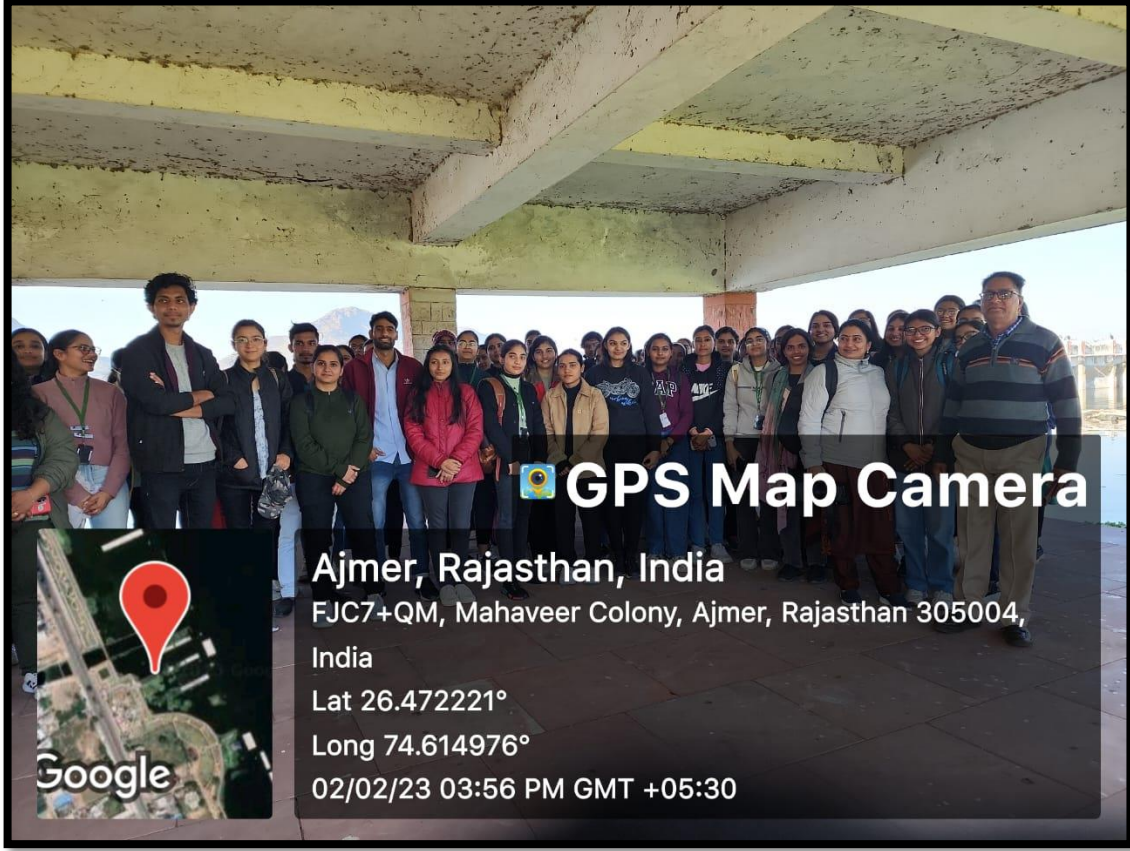 GPS Map Camera
Ajmer, Rajasthan, India
FJC7+QM, Mahaveer Colony, Ajmer, Rajasthan 305004,
India
Lat 26.472221°
Long 74.614976°
02/02/23 03:56 PM GMT +05:30
Google